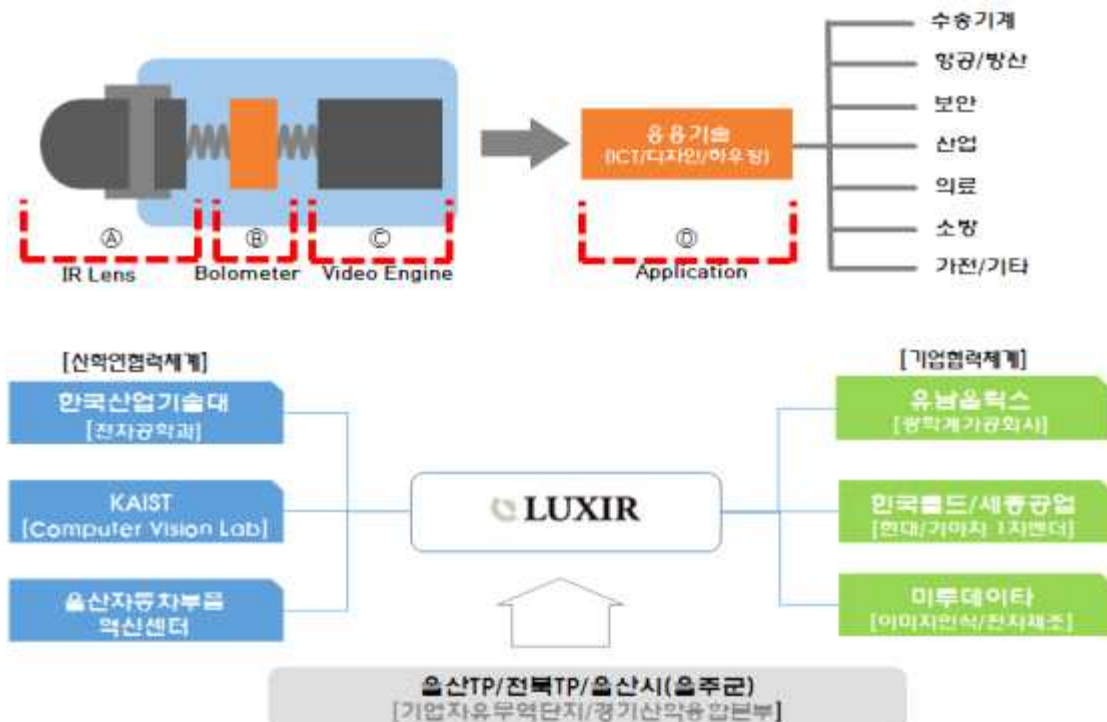 수송기계
항공/방산
보안
산업
의료
소방
가전/기타
응용기술
(ICT/디자인/하우징)
Ⓐ
Ⓑ
Ⓒ
Ⓓ
IR Lens
Bolometer
Video Engine
Application
[산학연협력체계]
한국산업기술대
[전자공학과]
KAIST
[Computer Vision Lab]
울산자동차부품
혁신센터
LUXIR
[기업협력체계]
유남옵틱스
[광학계가공회사]
한국몰드/세종공업
[현대/기아차 1차벤더]
미루데이타
[이미지인식/전자제조]
울산TP/전북TP/울산시(울주군)
[기업자유무역단지/경기산학융합본부]